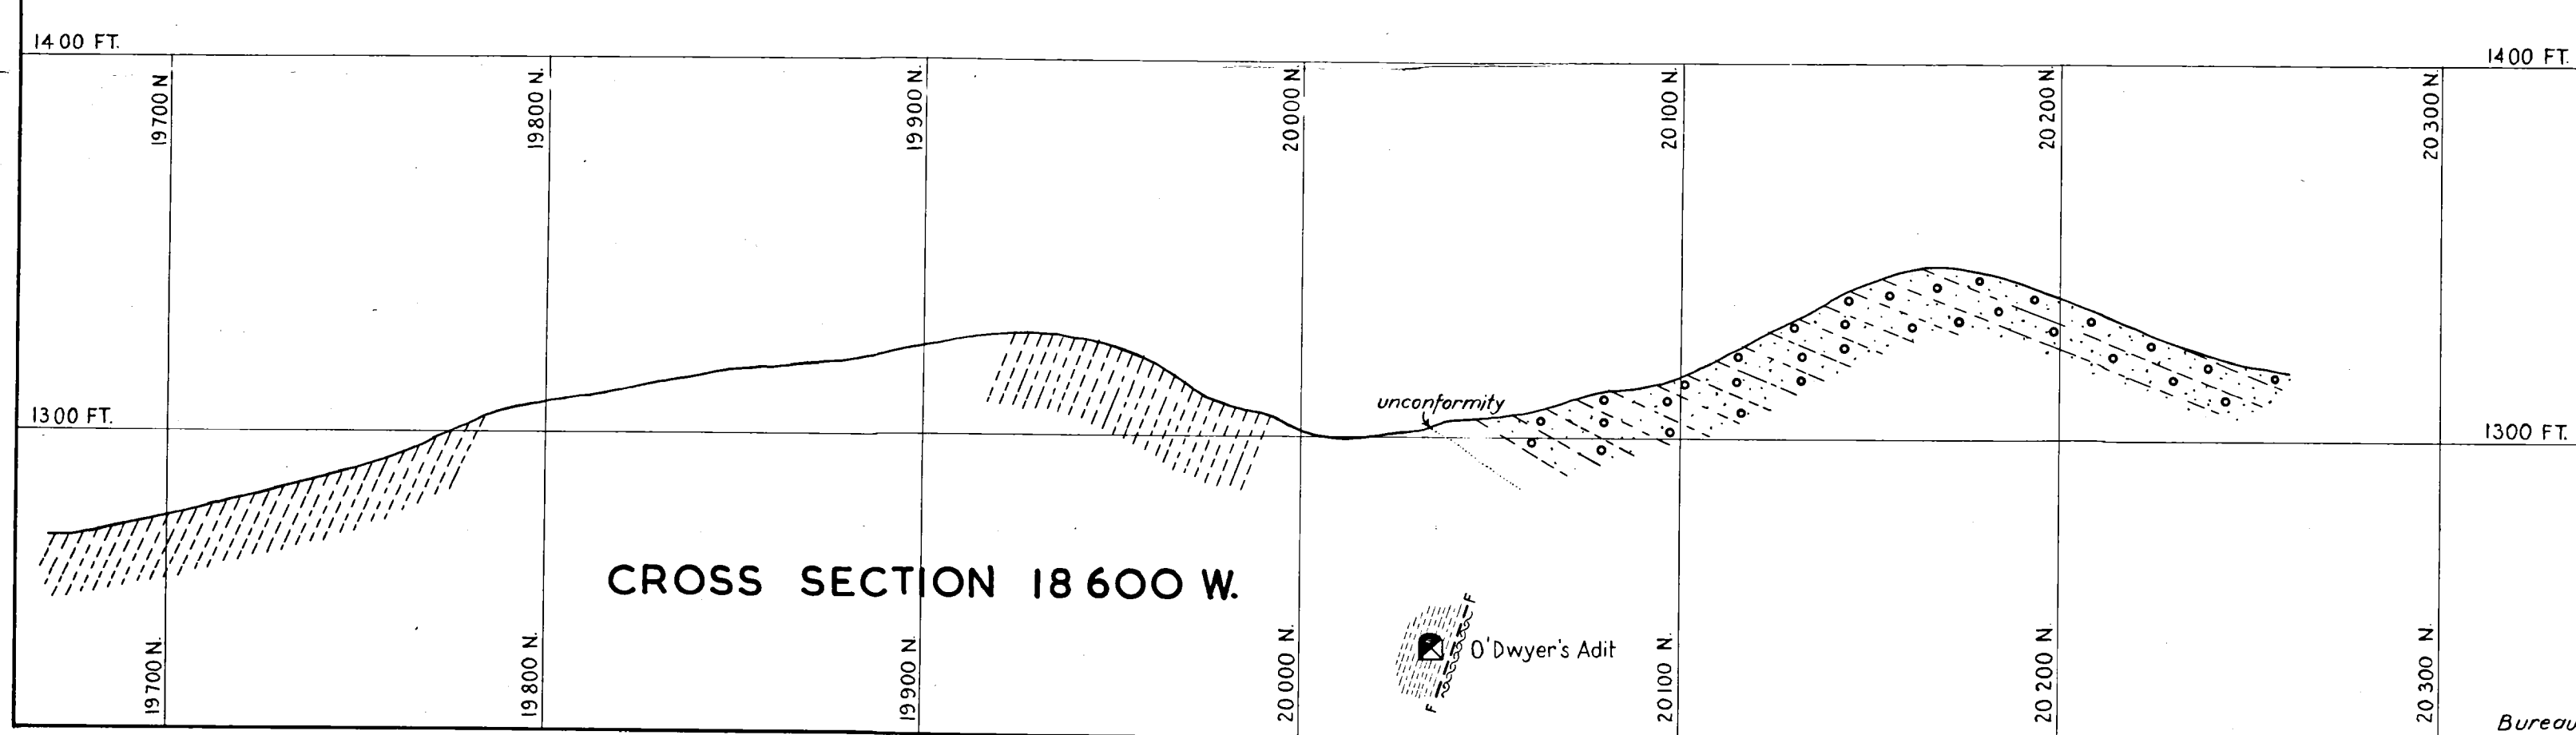 1400 FT.
1400 FT.
19700 N
19800 N.
19900 N.
20000 N.
20100 N.
20200 N.
20300 N.
unconformity
1300 FT.
1300 FT.
CROSS SECTION 18600 W.
F
O'Dwyer's Adit
F
19700 N.
19800 N.
19900 N.
20000 N.
20100 N.
20200 N.
20300 N.
Bureau